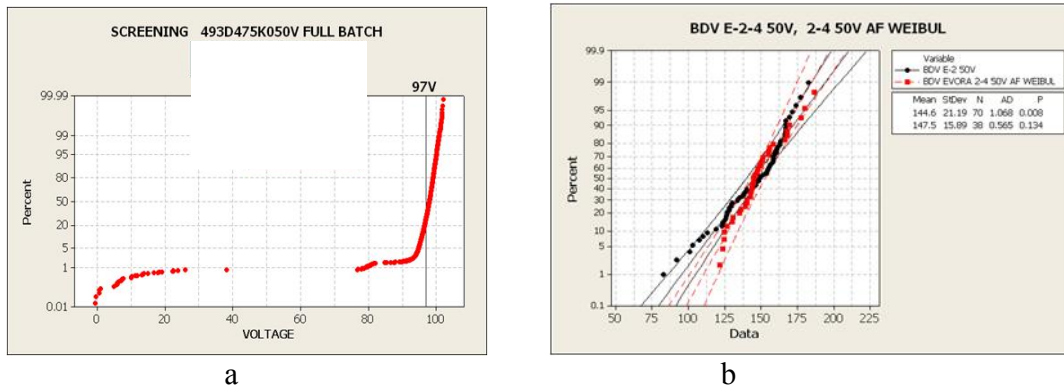 SCREENING 493D475K050V FULL BATCH
97V
99.99
99
95
80
50
20
5
1
0.01
Percent
0 20 40 60 80 100
VOLTAGE
a
BDV E-2-4 50V, 2-4 50V AF WEIBUL
99.9
99
95
90
80
70
60
50
40
30
20
10
5
1
0.1
Percent
50 75 100 125 150 175 200 225
Data
Variable
BDV E-2 50V
BDV EVORA 2-4 50V AF WEIBUL
Mean StDev N AD P
144.6 21.19 70 1.068 0.008
147.5 15.89 38 0.565 0.134
b